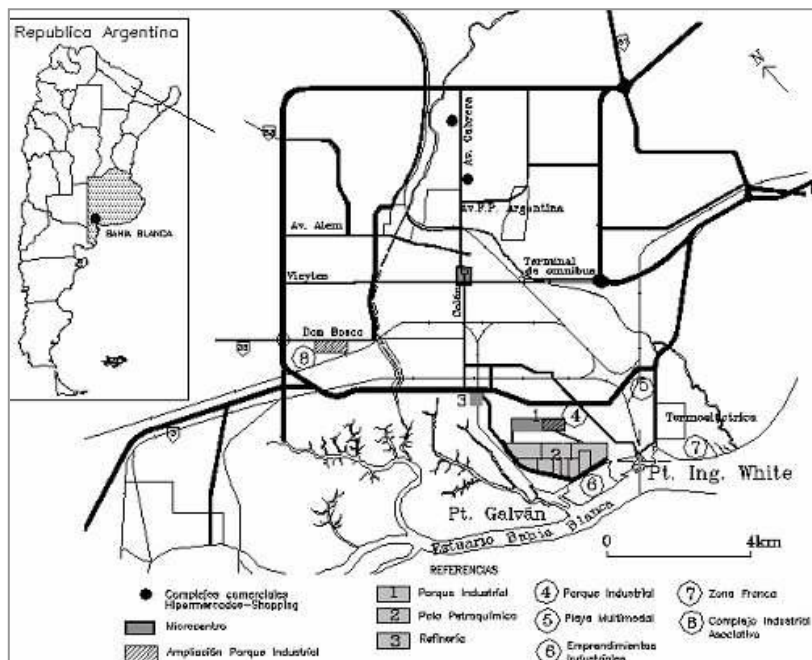 Republica Argentina
BAHIA BLANCA
N
Av. Cabrera
Av.F.P. Argentina
Av. Alem
Terminal
de omnibus
Vieytes
Colón
Don Bosco
8
3
1
4
5
2
Termoeléctrica
7
6
Pt. Ing. White
Pt. Galván
Estuario Bahia Blanca
0 4km
REFERENCIAS
Complejos comerciales
Hipermercados-Shopping
Microcentro
Ampliación Parque Industrial
1 Parque Industrial
2 Polo Petroquímico
3 Refinería
4 Parque Industrial
5 Playa Multimodal
6 Emprendimientos
Industriales
7 Zona Franca
8 Complejo Industrial
Asociativo